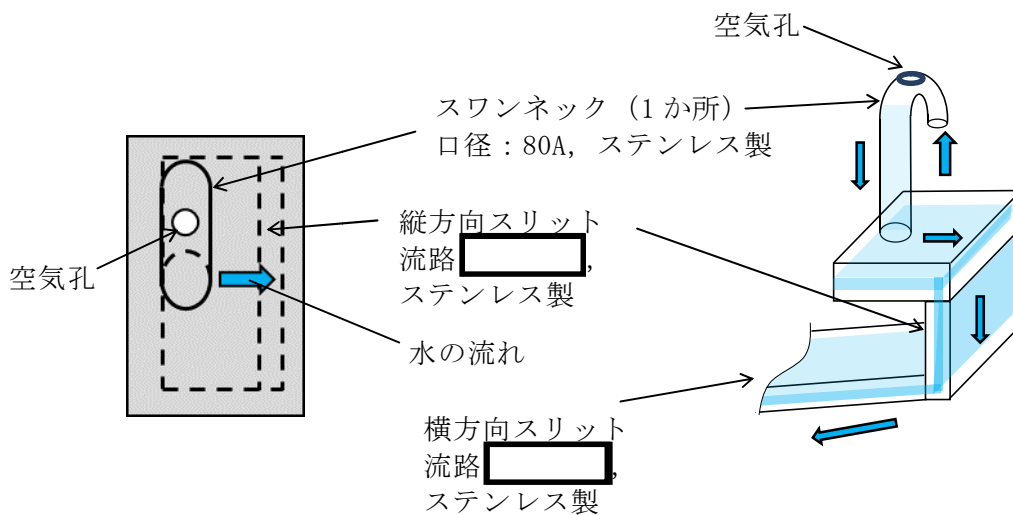 空気孔
スワンネック（1か所）
口径：80A，ステンレス製
縦方向スリット
流路　　　，
ステンレス製
空気孔
水の流れ
横方向スリット
流路　　　，
ステンレス製